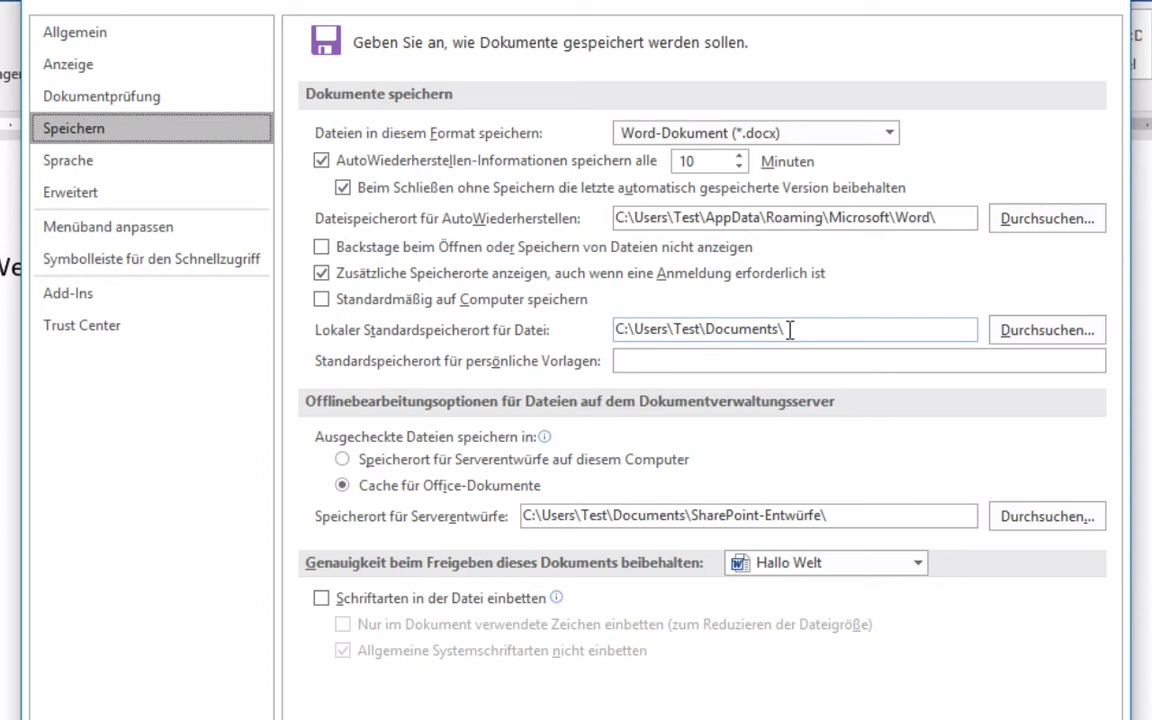 Allgemein
Anzeige
Dokumentprüfung
Speichern
Sprache
Erweitert
Menüband anpassen
Symbolleiste für den Schnellzugriff
Add-Ins
Trust Center
Geben Sie an, wie Dokumente gespeichert werden sollen.
Dokumente speichern
Dateien in diesem Format speichern: Word-Dokument (*.docx)
AutoWiederherstellen-Informationen speichern alle 10 Minuten
Beim Schließen ohne Speichern die letzte automatisch gespeicherte Version beibehalten
Dateispeicherort für AutoWiederherstellen: C:\Users\Test\AppData\Roaming\Microsoft\Word\ Durchsuchen...
Backstage beim Öffnen oder Speichern von Dateien nicht anzeigen
Zusätzliche Speicherorte anzeigen, auch wenn eine Anmeldung erforderlich ist
Standardmäßig auf Computer speichern
Lokaler Standardspeicherort für Datei: C:\Users\Test\Documents\ Durchsuchen...
Standardspeicherort für persönliche Vorlagen:
Offlinebearbeitungsoptionen für Dateien auf dem Dokumentverwaltungsserver
Ausgecheckte Dateien speichern in:
Speicherort für Serverentwürfe auf diesem Computer
Cache für Office-Dokumente
Speicherort für Serverentwürfe: C:\Users\Test\Documents\SharePoint-Entwürfe\ Durchsuchen...
Genauigkeit beim Freigeben dieses Dokuments beibehalten: Hallo Welt
Schriftarten in der Datei einbetten
Nur im Dokument verwendete Zeichen einbetten (zum Reduzieren der Dateigröße)
Allgemeine Systemschriftarten nicht einbetten